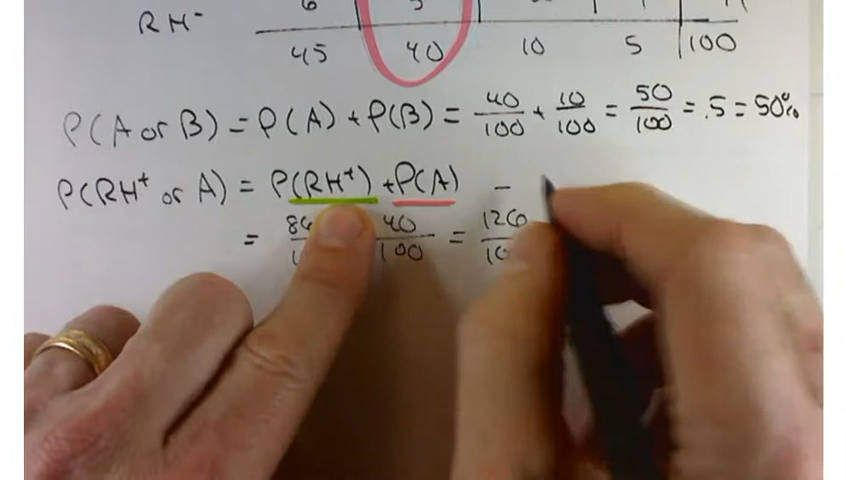 RH-
45 40 10 5 100
P(A or B) = P(A) + P(B) = 40/100 + 10/100 = 50/100 = .5 = 50%
P(RH+ or A) = P(RH+) + P(A) -
= 40/100 = 126/